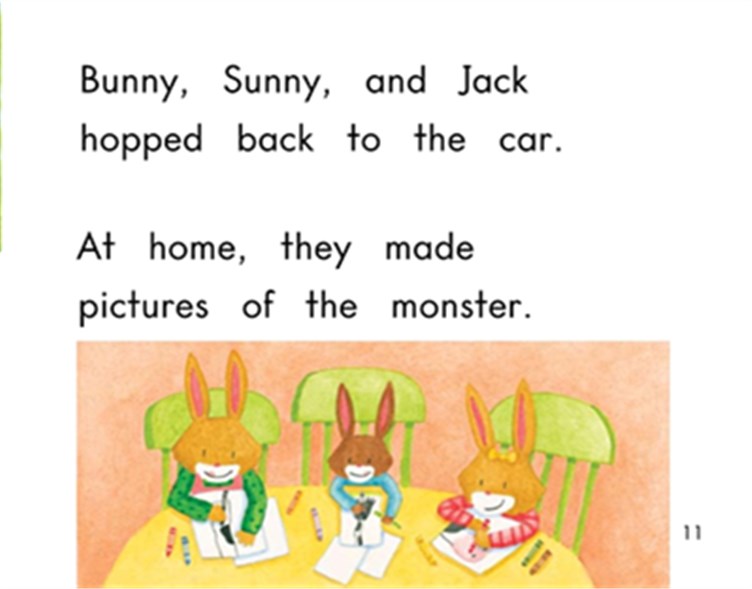 Bunny, Sunny, and Jack
hopped back to the car.
At home, they made
pictures of the monster.
11